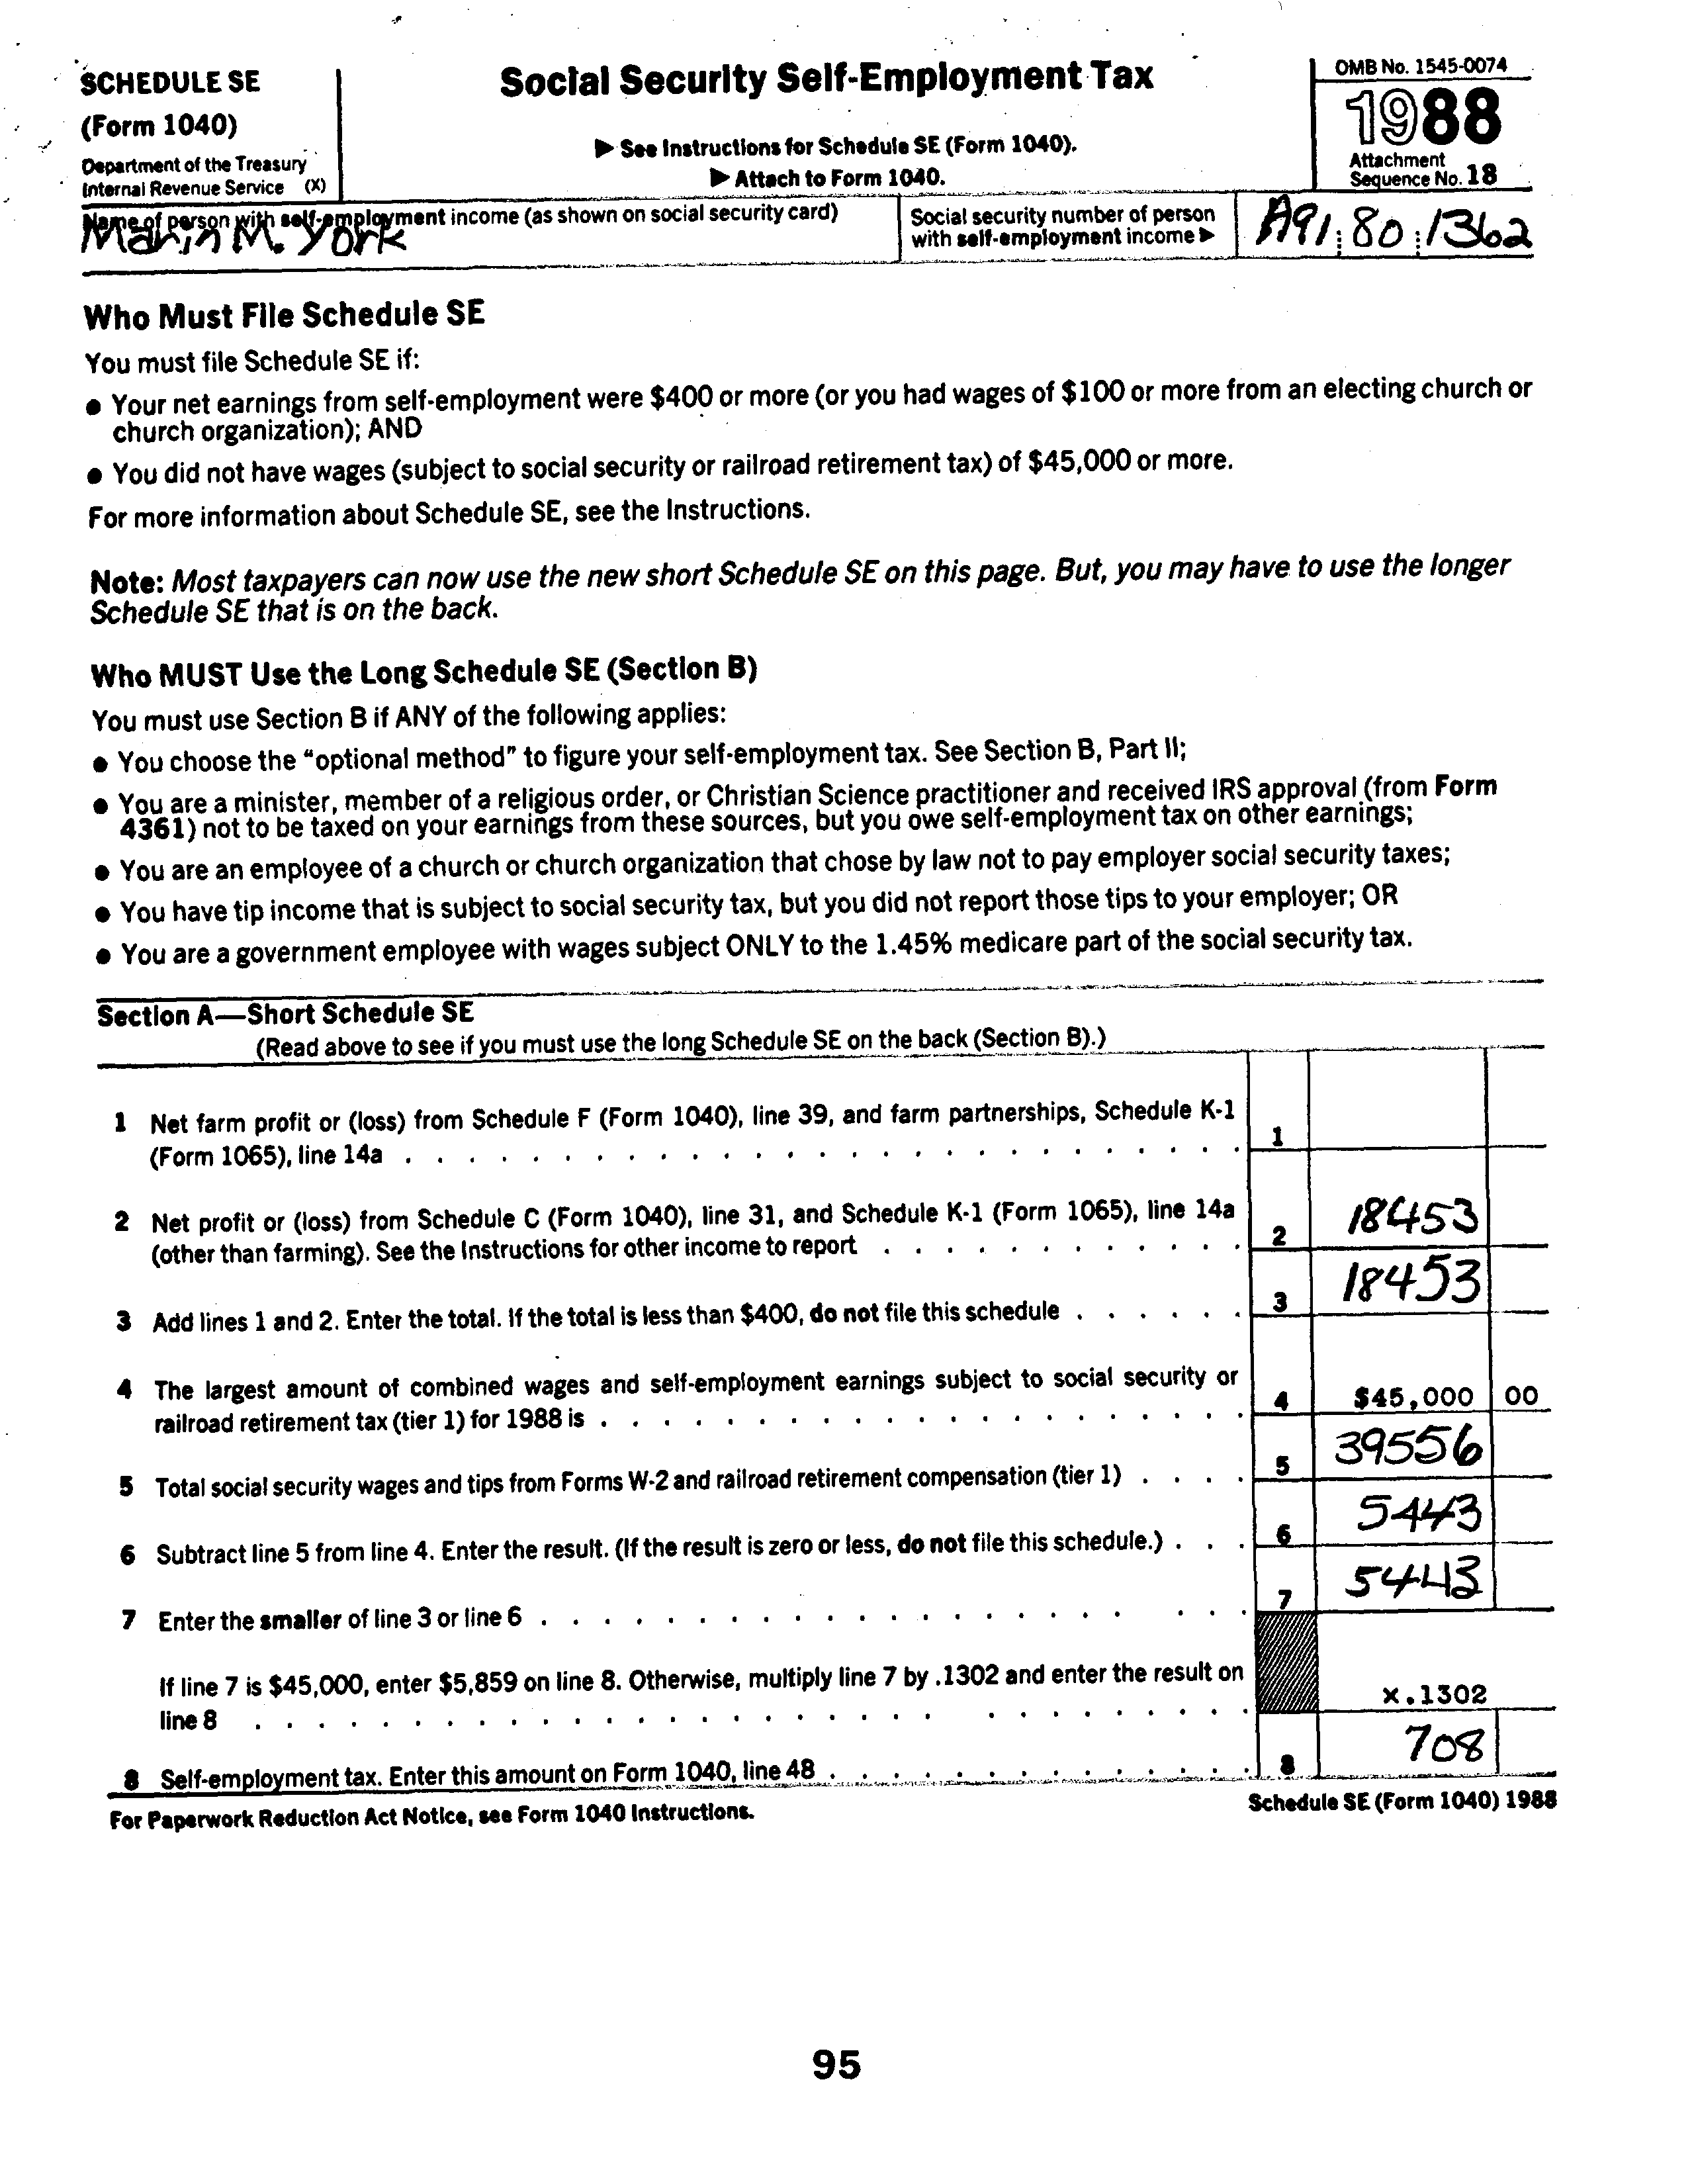 SCHEDULE SE
(Form 1040)
Department of the Treasury
Internal Revenue Service (X)
Social Security Self-Employment Tax
▶ See Instructions for Schedule SE (Form 1040).
▶ Attach to Form 1040.
OMB No. 1545-0074
1988
Attachment
Sequence No. 18
Name of person with self-employment income (as shown on social security card)
Marin M. York
Social security number of person
with self-employment income ▶
A91:80:1362
Who Must File Schedule SE
You must file Schedule SE if:
● Your net earnings from self-employment were $400 or more (or you had wages of $100 or more from an electing church or
church organization); AND
● You did not have wages (subject to social security or railroad retirement tax) of $45,000 or more.
For more information about Schedule SE, see the Instructions.
Note: Most taxpayers can now use the new short Schedule SE on this page. But, you may have to use the longer
Schedule SE that is on the back.
Who MUST Use the Long Schedule SE (Section B)
You must use Section B if ANY of the following applies:
● You choose the "optional method" to figure your self-employment tax. See Section B, Part II;
● You are a minister, member of a religious order, or Christian Science practitioner and received IRS approval (from Form
4361) not to be taxed on your earnings from these sources, but you owe self-employment tax on other earnings;
● You are an employee of a church or church organization that chose by law not to pay employer social security taxes;
● You have tip income that is subject to social security tax, but you did not report those tips to your employer; OR
● You are a government employee with wages subject ONLY to the 1.45% medicare part of the social security tax.
Section A—Short Schedule SE
(Read above to see if you must use the long Schedule SE on the back (Section B).)
1 Net farm profit or (loss) from Schedule F (Form 1040), line 39, and farm partnerships, Schedule K-1
(Form 1065), line 14a . . . . . . . . . . . . . . . . . . . . . . . . . . . 1
2 Net profit or (loss) from Schedule C (Form 1040), line 31, and Schedule K-1 (Form 1065), line 14a
(other than farming). See the Instructions for other income to report . . . . . . . . . . . . 2 18453
3 Add lines 1 and 2. Enter the total. If the total is less than $400, do not file this schedule . . . . . . 3 18453
4 The largest amount of combined wages and self-employment earnings subject to social security or
railroad retirement tax (tier 1) for 1988 is . . . . . . . . . . . . . . . . . . . . . 4 $45,000 00
5 Total social security wages and tips from Forms W-2 and railroad retirement compensation (tier 1) . . . . 5 39556
6 Subtract line 5 from line 4. Enter the result. (If the result is zero or less, do not file this schedule.) . . . 6 5443
7 Enter the smaller of line 3 or line 6 . . . . . . . . . . . . . . . . . . . . . . 7 5443
If line 7 is $45,000, enter $5,859 on line 8. Otherwise, multiply line 7 by .1302 and enter the result on
line 8 . . . . . . . . . . . . . . . . . . . . . . . . . . . . . . . x.1302
8 Self-employment tax. Enter this amount on Form 1040, line 48 . . . . . . . . . . . . . . 8 708
For Paperwork Reduction Act Notice, see Form 1040 Instructions.
Schedule SE (Form 1040) 1988
95